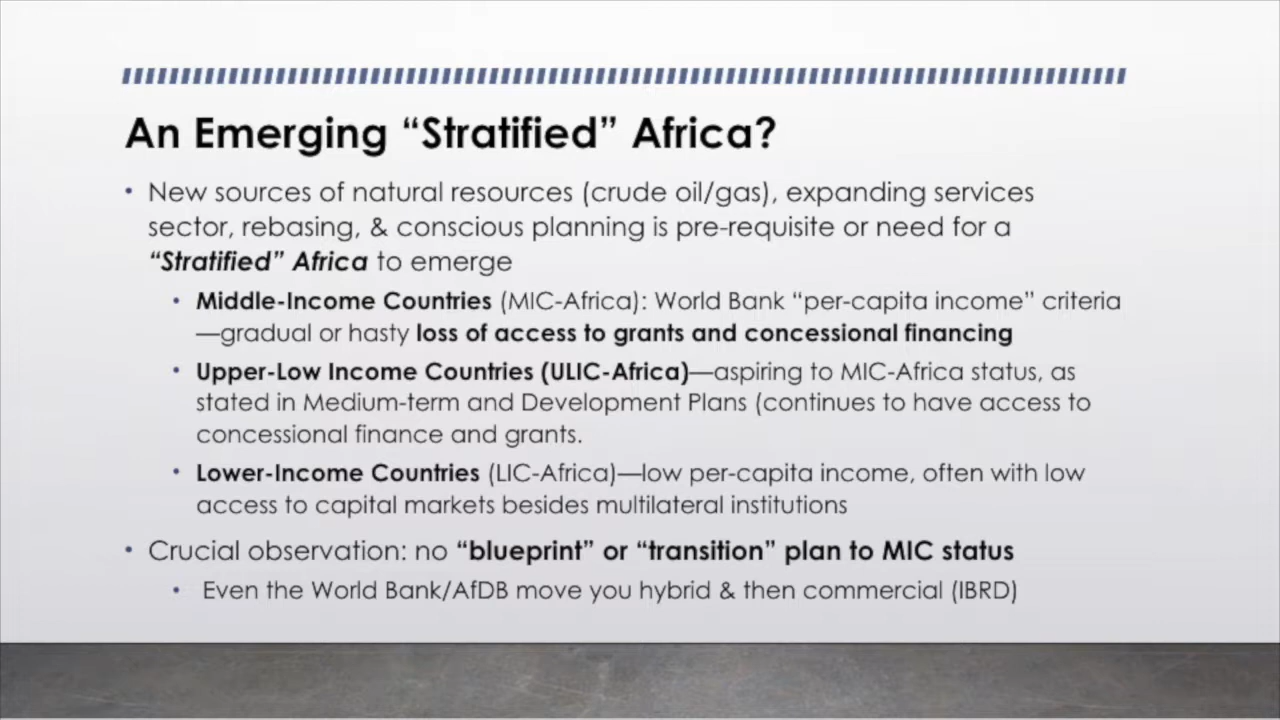 An Emerging “Stratified” Africa?
• New sources of natural resources (crude oil/gas), expanding services
sector, rebasing, & conscious planning is pre-requisite or need for a
“Stratified” Africa to emerge
• Middle-Income Countries (MIC-Africa): World Bank “per-capita income” criteria
—gradual or hasty loss of access to grants and concessional financing
• Upper-Low Income Countries (ULIC-Africa)—aspiring to MIC-Africa status, as
stated in Medium-term and Development Plans (continues to have access to
concessional finance and grants.
• Lower-Income Countries (LIC-Africa)—low per-capita income, often with low
access to capital markets besides multilateral institutions
• Crucial observation: no “blueprint” or “transition” plan to MIC status
• Even the World Bank/AfDB move you hybrid & then commercial (IBRD)